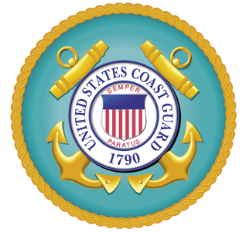 UNITED STATES COAST GUARD
SEMPER
PARATUS
1790